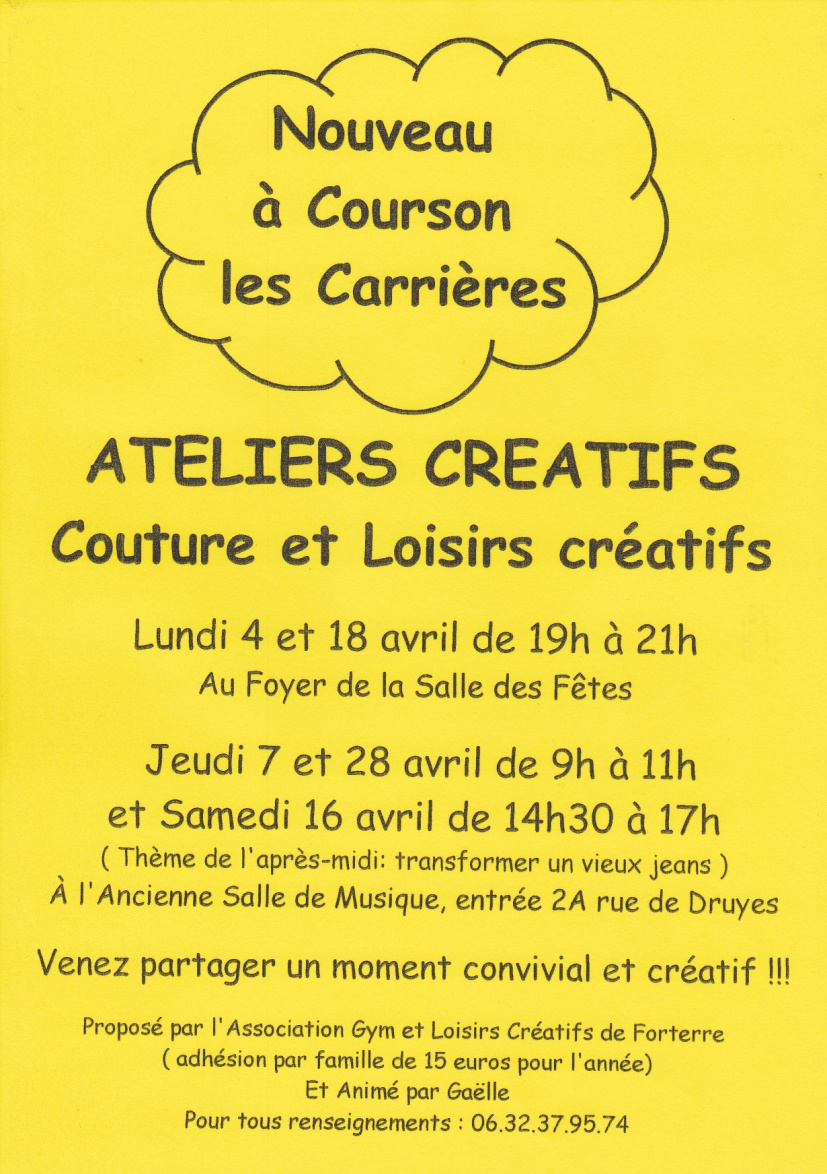 Nouveau
à Courson
les Carrières
ATELIERS CREATIFS
Couture et Loisirs créatifs
Lundi 4 et 18 avril de 19h à 21h
Au Foyer de la Salle des Fêtes
Jeudi 7 et 28 avril de 9h à 11h
et Samedi 16 avril de 14h30 à 17h
( Thème de l'après-midi: transformer un vieux jeans )
À l'Ancienne Salle de Musique, entrée 2A rue de Druyes
Venez partager un moment convivial et créatif !!!
Proposé par l'Association Gym et Loisirs Créatifs de Forterre
( adhésion par famille de 15 euros pour l'année)
Et Animé par Gaëlle
Pour tous renseignements : 06.32.37.95.74